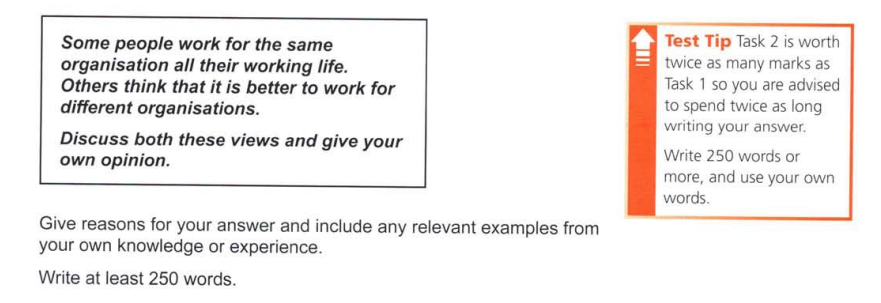 Some people work for the same
organisation all their working life.
Others think that it is better to work for
different organisations.
Discuss both these views and give your
own opinion.
Test Tip Task 2 is worth
twice as many marks as
Task 1 so you are advised
to spend twice as long
writing your answer.
Write 250 words or
more, and use your own
words.
Give reasons for your answer and include any relevant examples from
your own knowledge or experience.
Write at least 250 words.